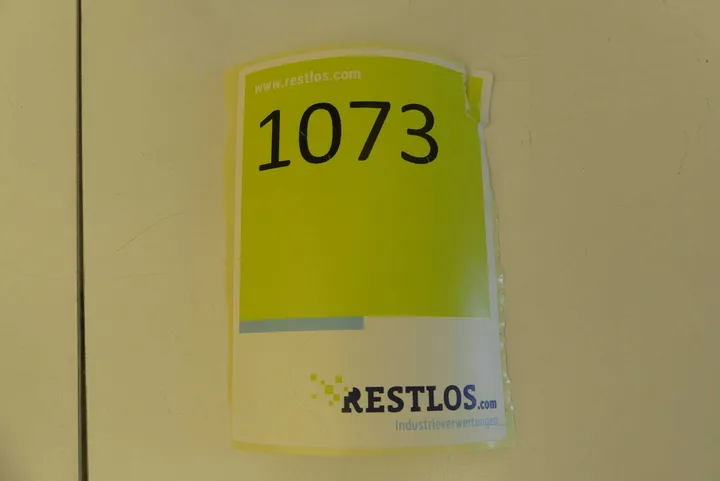 www.restlos.com
1073
RESTLOS.com
Industrieverwertungen